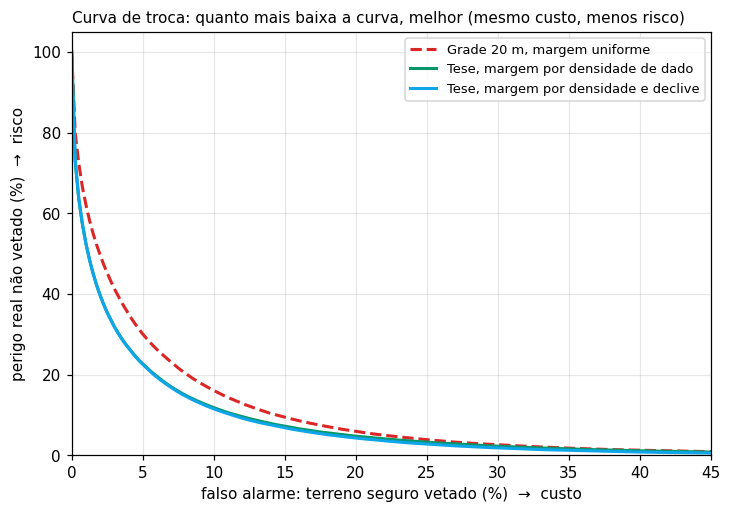 Curva de troca: quanto mais baixa a curva, melhor (mesmo custo, menos risco)
perigo real não vetado (%) → risco
100
80
60
40
20
0
Grade 20 m, margem uniforme
Tese, margem por densidade de dado
Tese, margem por densidade e declive
0 5 10 15 20 25 30 35 40 45
falso alarme: terreno seguro vetado (%) → custo